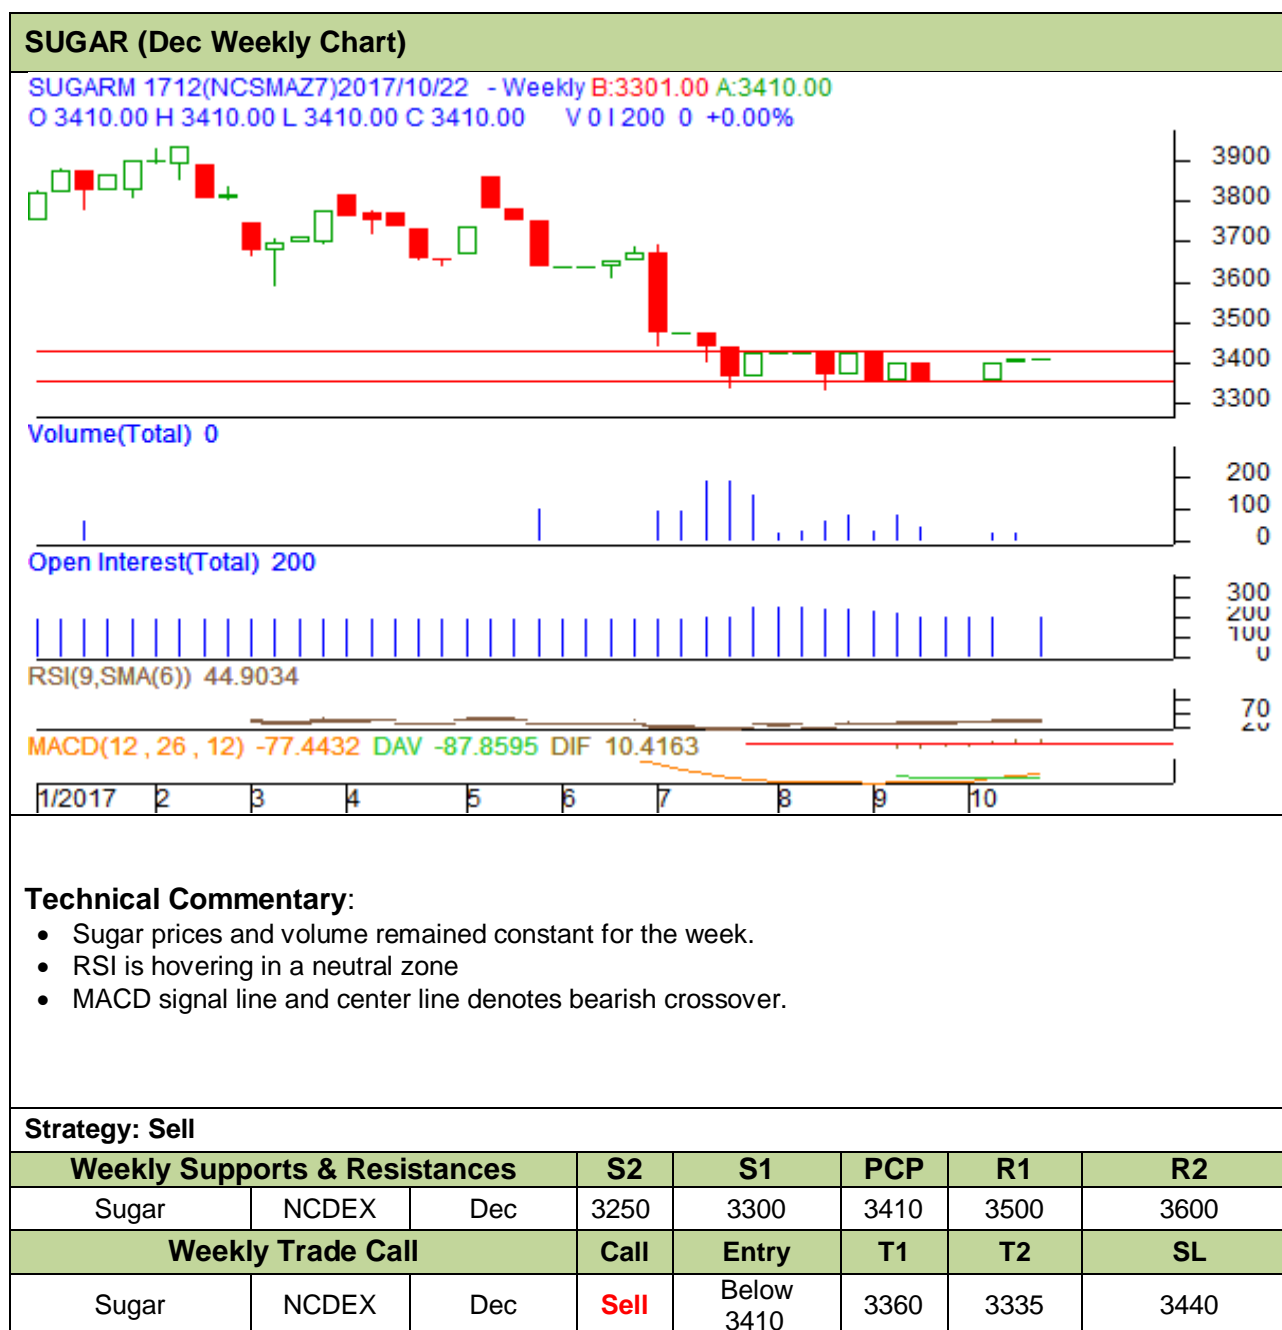 SUGAR (Dec Weekly Chart)
SUGARM 1712(NCSMAZ7)2017/10/22 - Weekly B:3301.00 A:3410.00
O 3410.00 H 3410.00 L 3410.00 C 3410.00 V 0 I 200 0 +0.00%
3900
3800
3700
3600
3500
3400
3300
Volume(Total) 0
200
100
0
Open Interest(Total) 200
300
200
100
0
RSI(9,SMA(6)) 44.9034
70
20
MACD(12 , 26 , 12) -77.4432 DAV -87.8595 DIF 10.4163
1/2017 2 3 4 5 6 7 8 9 10
Technical Commentary:
• Sugar prices and volume remained constant for the week.
• RSI is hovering in a neutral zone
• MACD signal line and center line denotes bearish crossover.
Strategy: Sell
Weekly Supports & Resistances S2 S1 PCP R1 R2
Sugar NCDEX Dec 3250 3300 3410 3500 3600
Weekly Trade Call Call Entry T1 T2 SL
Sugar NCDEX Dec Sell Below 3360 3335 3440
3410